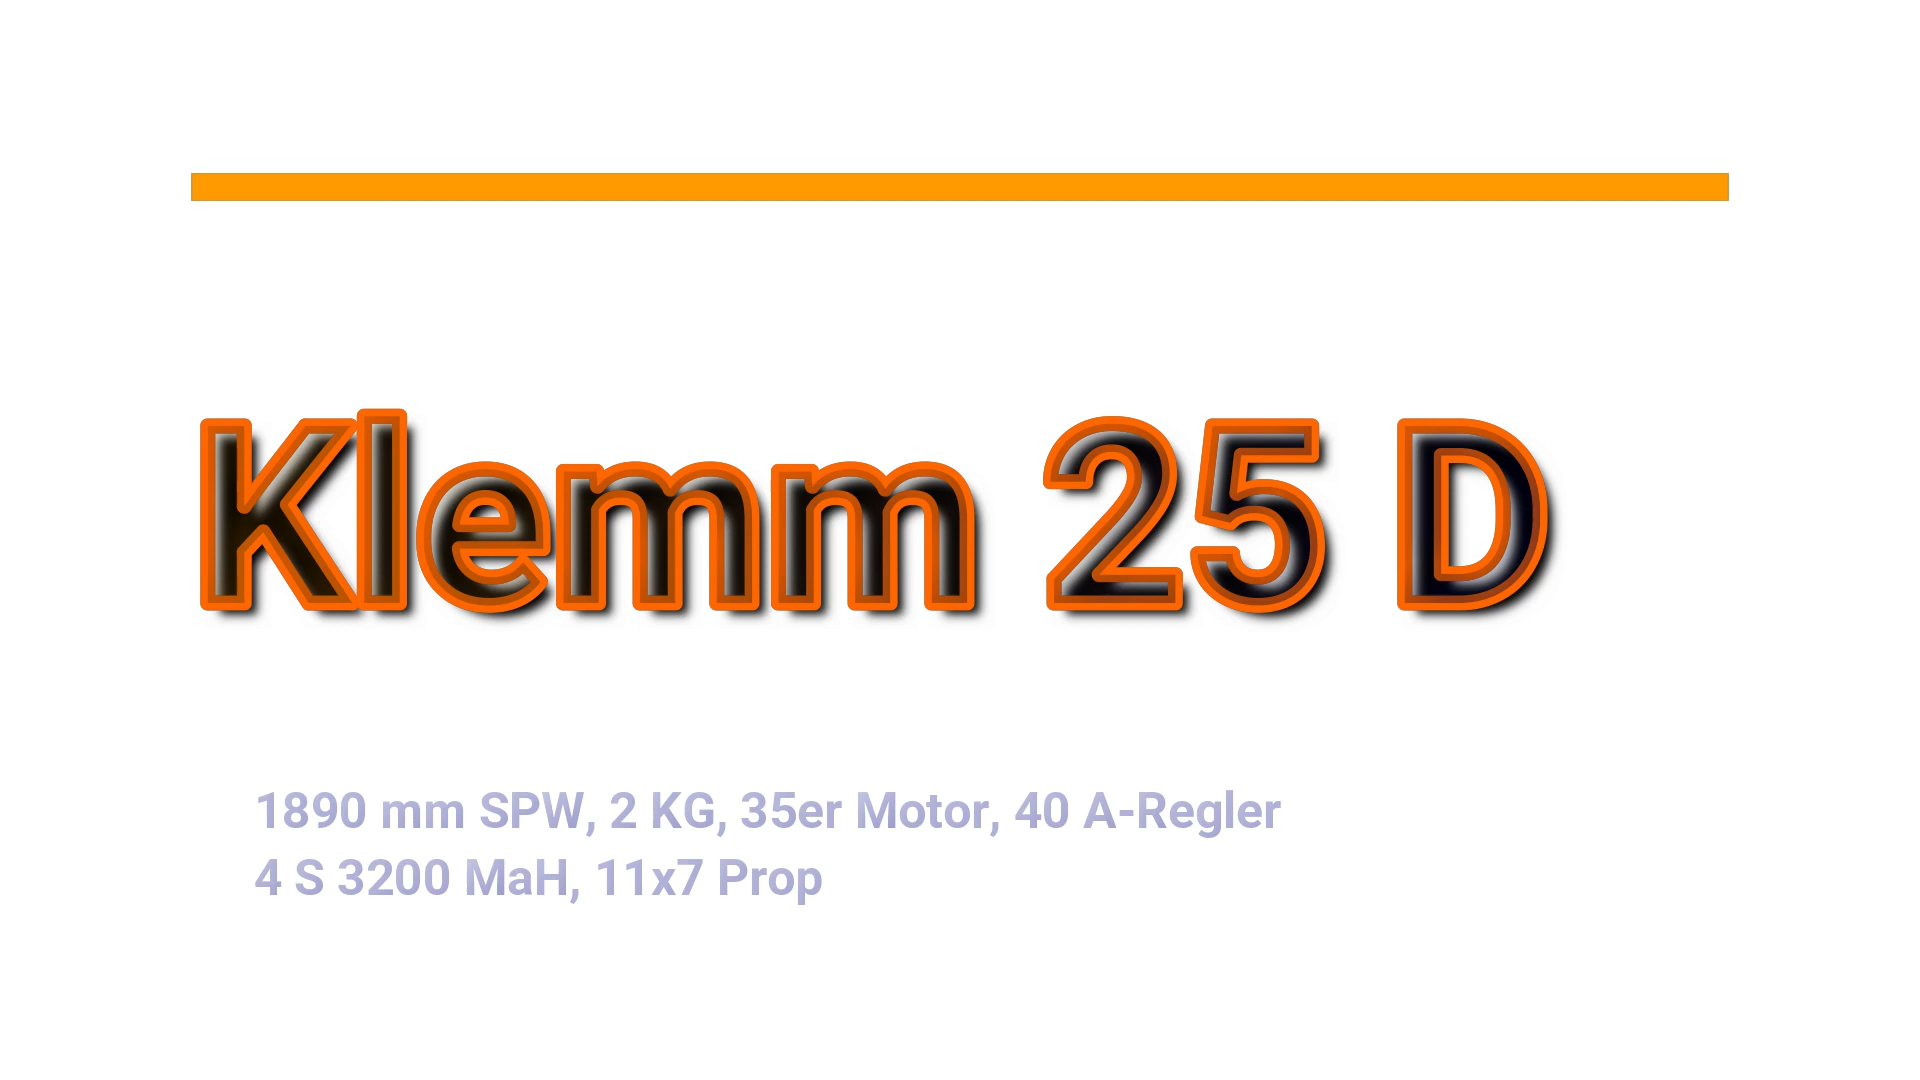 Klemm 25 D
1890 mm SPW, 2 KG, 35er Motor, 40 A-Regler
4 S 3200 MaH, 11x7 Prop